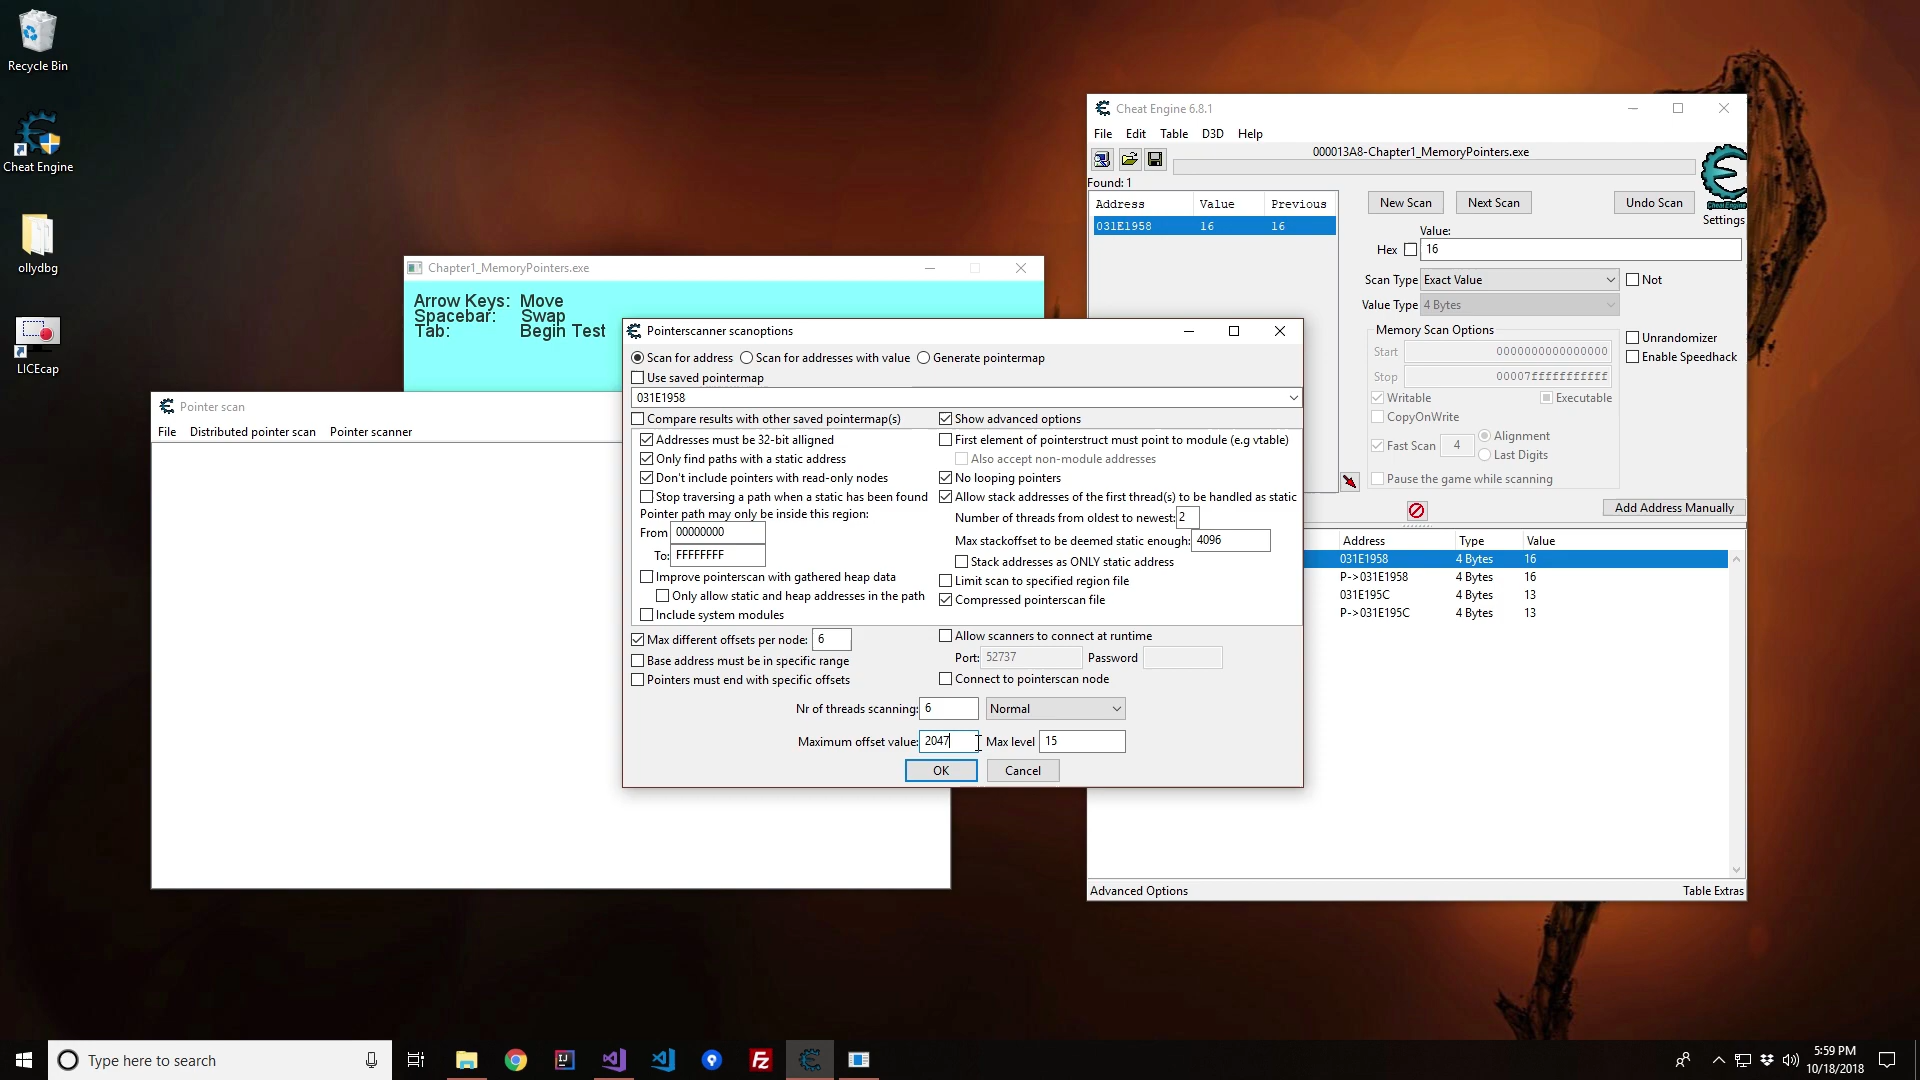 Recycle Bin
Cheat Engine
ollydbg
LICEcap
Chapter1_MemoryPointers.exe
Arrow Keys: Move
Spacebar: Swap
Tab: Begin Test
Pointer scan
File Distributed pointer scan Pointer scanner
Pointerscanner scanoptions
Scan for address Scan for addresses with value Generate pointermap
Use saved pointermap
031E1958
Compare results with other saved pointermap(s) Show advanced options
Addresses must be 32-bit alligned First element of pointerstruct must point to module (e.g vtable)
Only find paths with a static address Also accept non-module addresses
Don't include pointers with read-only nodes No looping pointers
Stop traversing a path when a static has been found Allow stack addresses of the first thread(s) to be handled as static
Pointer path may only be inside this region: Number of threads from oldest to newest: 2
From 00000000
Max stackoffset to be deemed static enough: 4096
To: FFFFFFFF
Stack addresses as ONLY static address
Improve pointerscan with gathered heap data Limit scan to specified region file
Only allow static and heap addresses in the path Compressed pointerscan file
Include system modules
Max different offsets per node: 6 Allow scanners to connect at runtime
Port: 52737 Password
Base address must be in specific range
Pointers must end with specific offsets Connect to pointerscan node
Nr of threads scanning: 6 Normal
Maximum offset value: 2047 Max level 15
OK Cancel
Cheat Engine 6.8.1
File Edit Table D3D Help
000013A8-Chapter1_MemoryPointers.exe
Cheat Engine
Settings
Found: 1
Address Value Previous
031E1958 16 16
New Scan Next Scan Undo Scan
Value:
Hex 16
Scan Type Exact Value Not
Value Type 4 Bytes
Memory Scan Options
Start 0000000000000000
Stop 00007fffffffffff
Unrandomizer
Enable Speedhack
Writable Executable
CopyOnWrite
Fast Scan 4 Alignment
Last Digits
Pause the game while scanning
Add Address Manually
Address Type Value
031E1958 4 Bytes 16
P->031E1958 4 Bytes 16
031E195C 4 Bytes 13
P->031E195C 4 Bytes 13
Advanced Options Table Extras
Type here to search
5:59 PM
10/18/2018